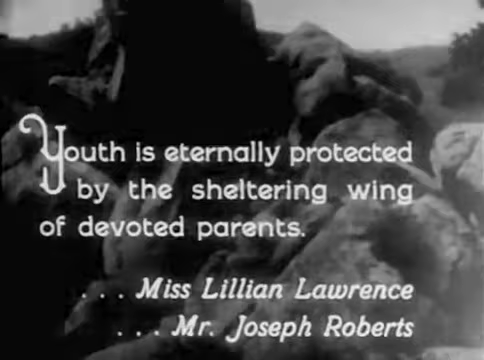 Youth is eternally protected
by the sheltering wing
of devoted parents.
. . . Miss Lillian Lawrence
. . . Mr. Joseph Roberts